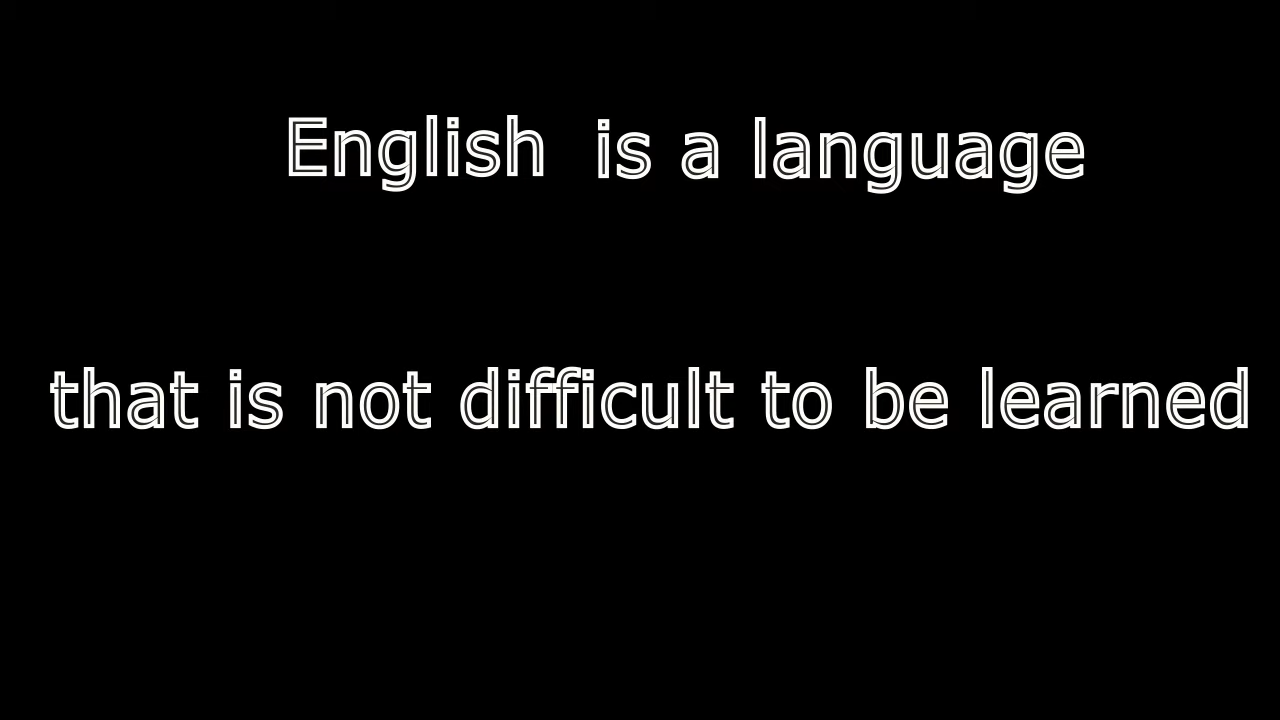 English is a language
that is not difficult to be learned